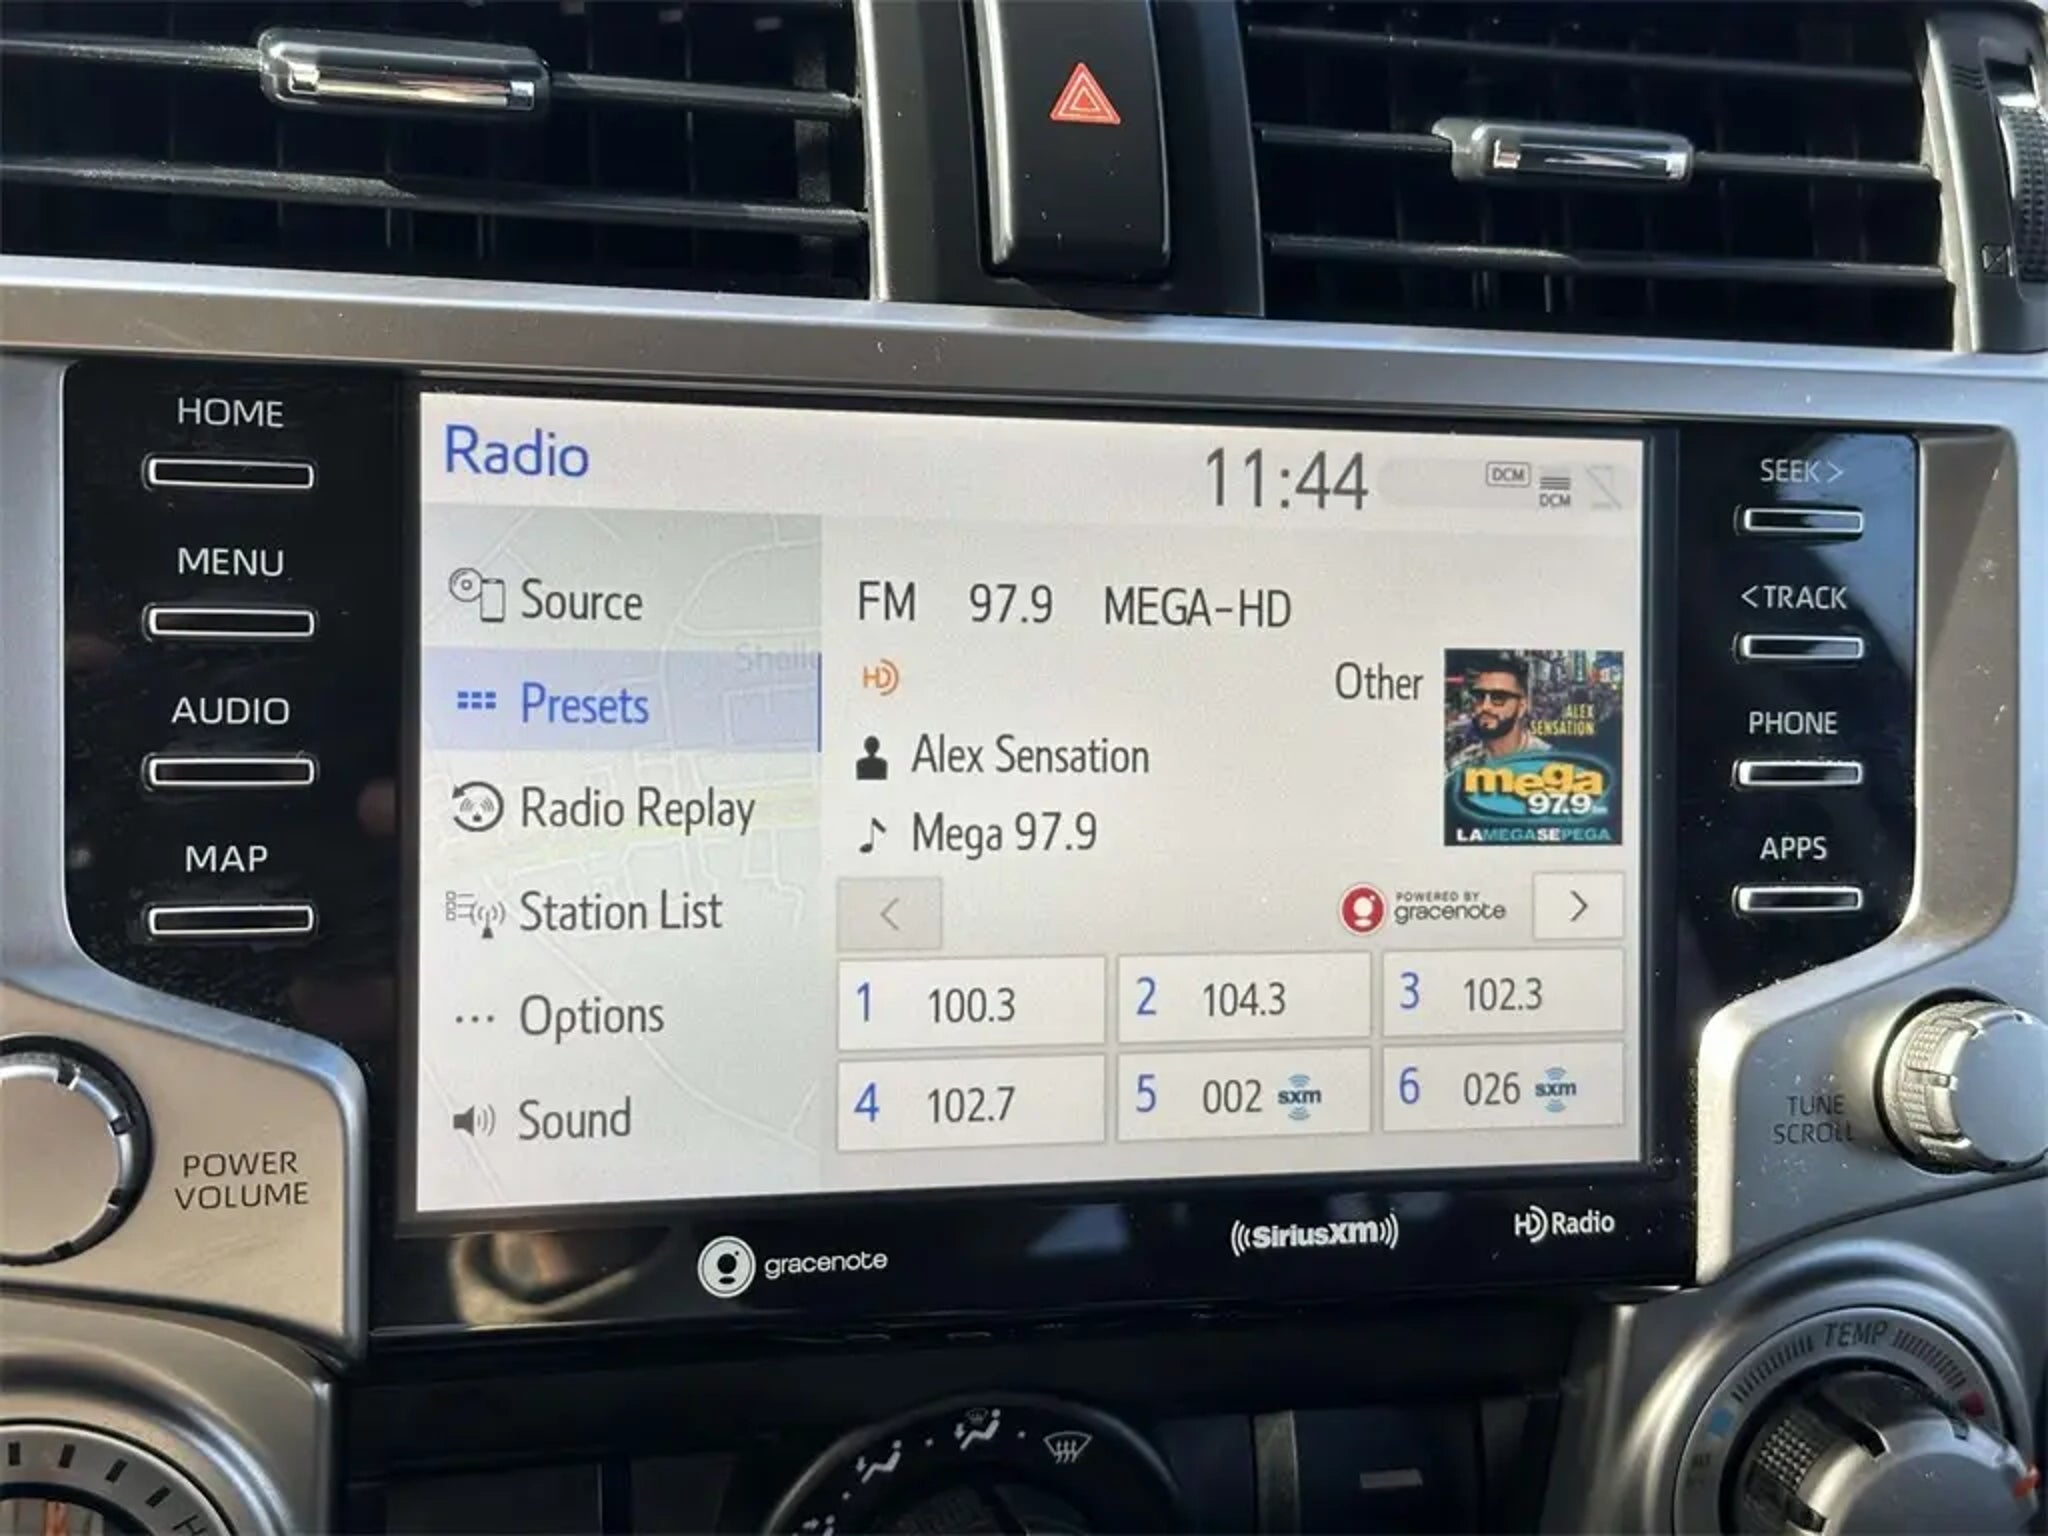 HOME
MENU
AUDIO
MAP
POWER
VOLUME
Radio
11:44
DCM
DCM
Source
Presets
Radio Replay
Station List
Options
Sound
FM 97.9 MEGA-HD
HD
Other
Alex Sensation
Mega 97.9
ALEX
SENSATION
mega
97.9
LAMEGASEPEGA
POWERED BY
gracenote
< >
1 100.3
2 104.3
3 102.3
4 102.7
5 002 sxm
6 026 sxm
SEEK >
< TRACK
PHONE
APPS
TUNE
SCROLL
gracenote
((SiriusXM))
HD Radio
TEMP